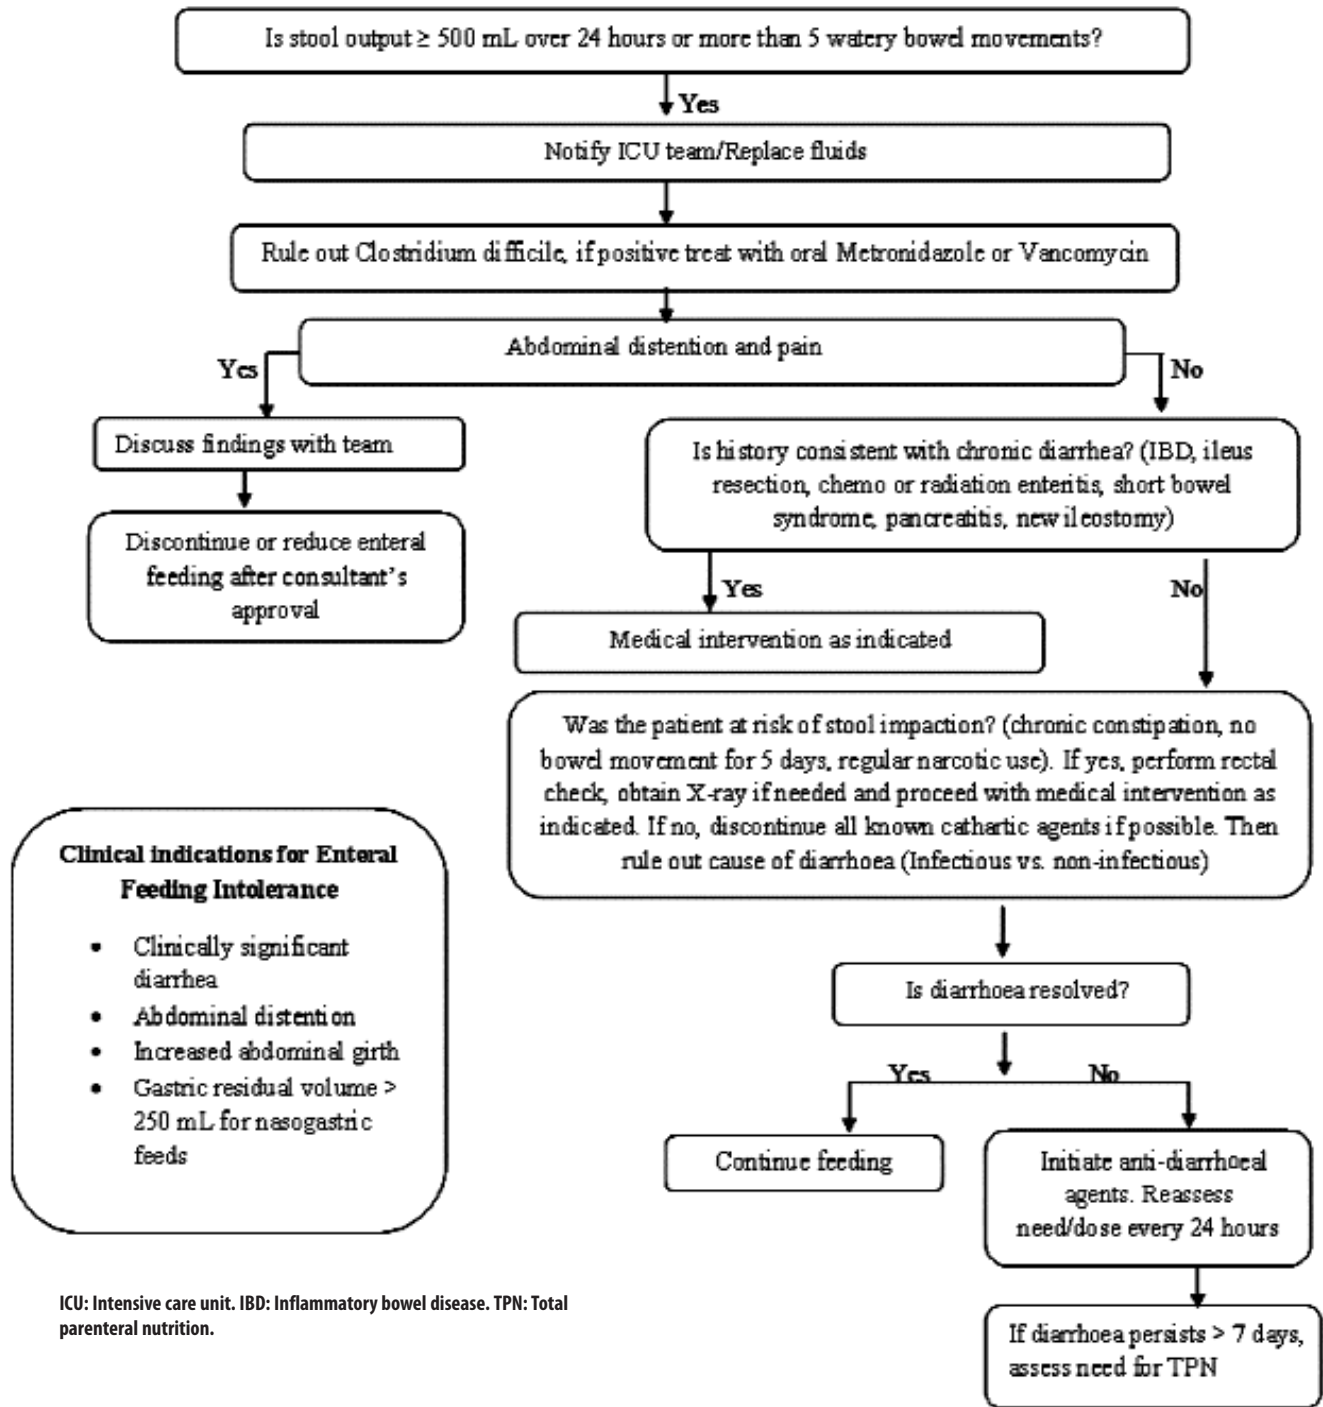 Is stool output ≥ 500 mL over 24 hours or more than 5 watery bowel movements?
Yes
Notify ICU team/Replace fluids
Rule out Clostridium difficile, if positive treat with oral Metronidazole or Vancomycin
Abdominal distention and pain
Yes
No
Discuss findings with team
Discontinue or reduce enteral
feeding after consultant's
approval
Is history consistent with chronic diarrhea? (IBD, ileus
resection, chemo or radiation enteritis, short bowel
syndrome, pancreatitis, new ileostomy)
Yes
No
Medical intervention as indicated
Was the patient at risk of stool impaction? (chronic constipation, no
bowel movement for 5 days, regular narcotic use). If yes, perform rectal
check, obtain X-ray if needed and proceed with medical intervention as
indicated. If no, discontinue all known cathartic agents if possible. Then
rule out cause of diarrhoea (Infectious vs. non-infectious)
Clinical indications for Enteral
Feeding Intolerance
• Clinically significant
diarrhea
• Abdominal distention
• Increased abdominal girth
• Gastric residual volume >
250 mL for nasogastric
feeds
Is diarrhoea resolved?
Yes
No
Continue feeding
Initiate anti-diarrhoeal
agents. Reassess
need/dose every 24 hours
If diarrhoea persists > 7 days,
assess need for TPN
ICU: Intensive care unit. IBD: Inflammatory bowel disease. TPN: Total
parenteral nutrition.